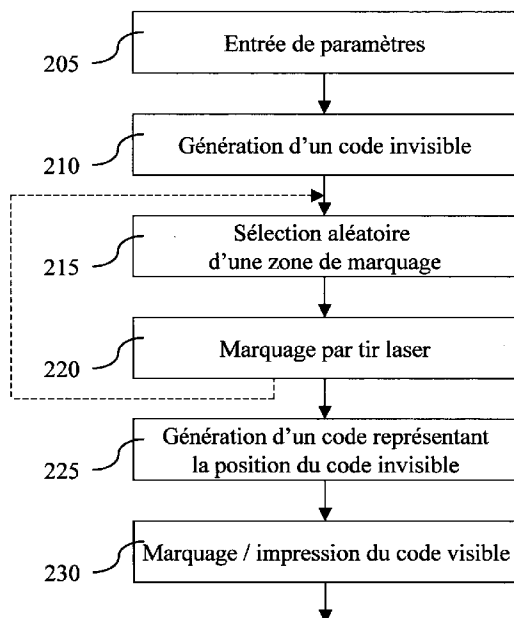 Entrée de paramètres
205
Génération d'un code invisible
210
Sélection aléatoire
d'une zone de marquage
215
Marquage par tir laser
220
Génération d'un code représentant
la position du code invisible
225
Marquage / impression du code visible
230